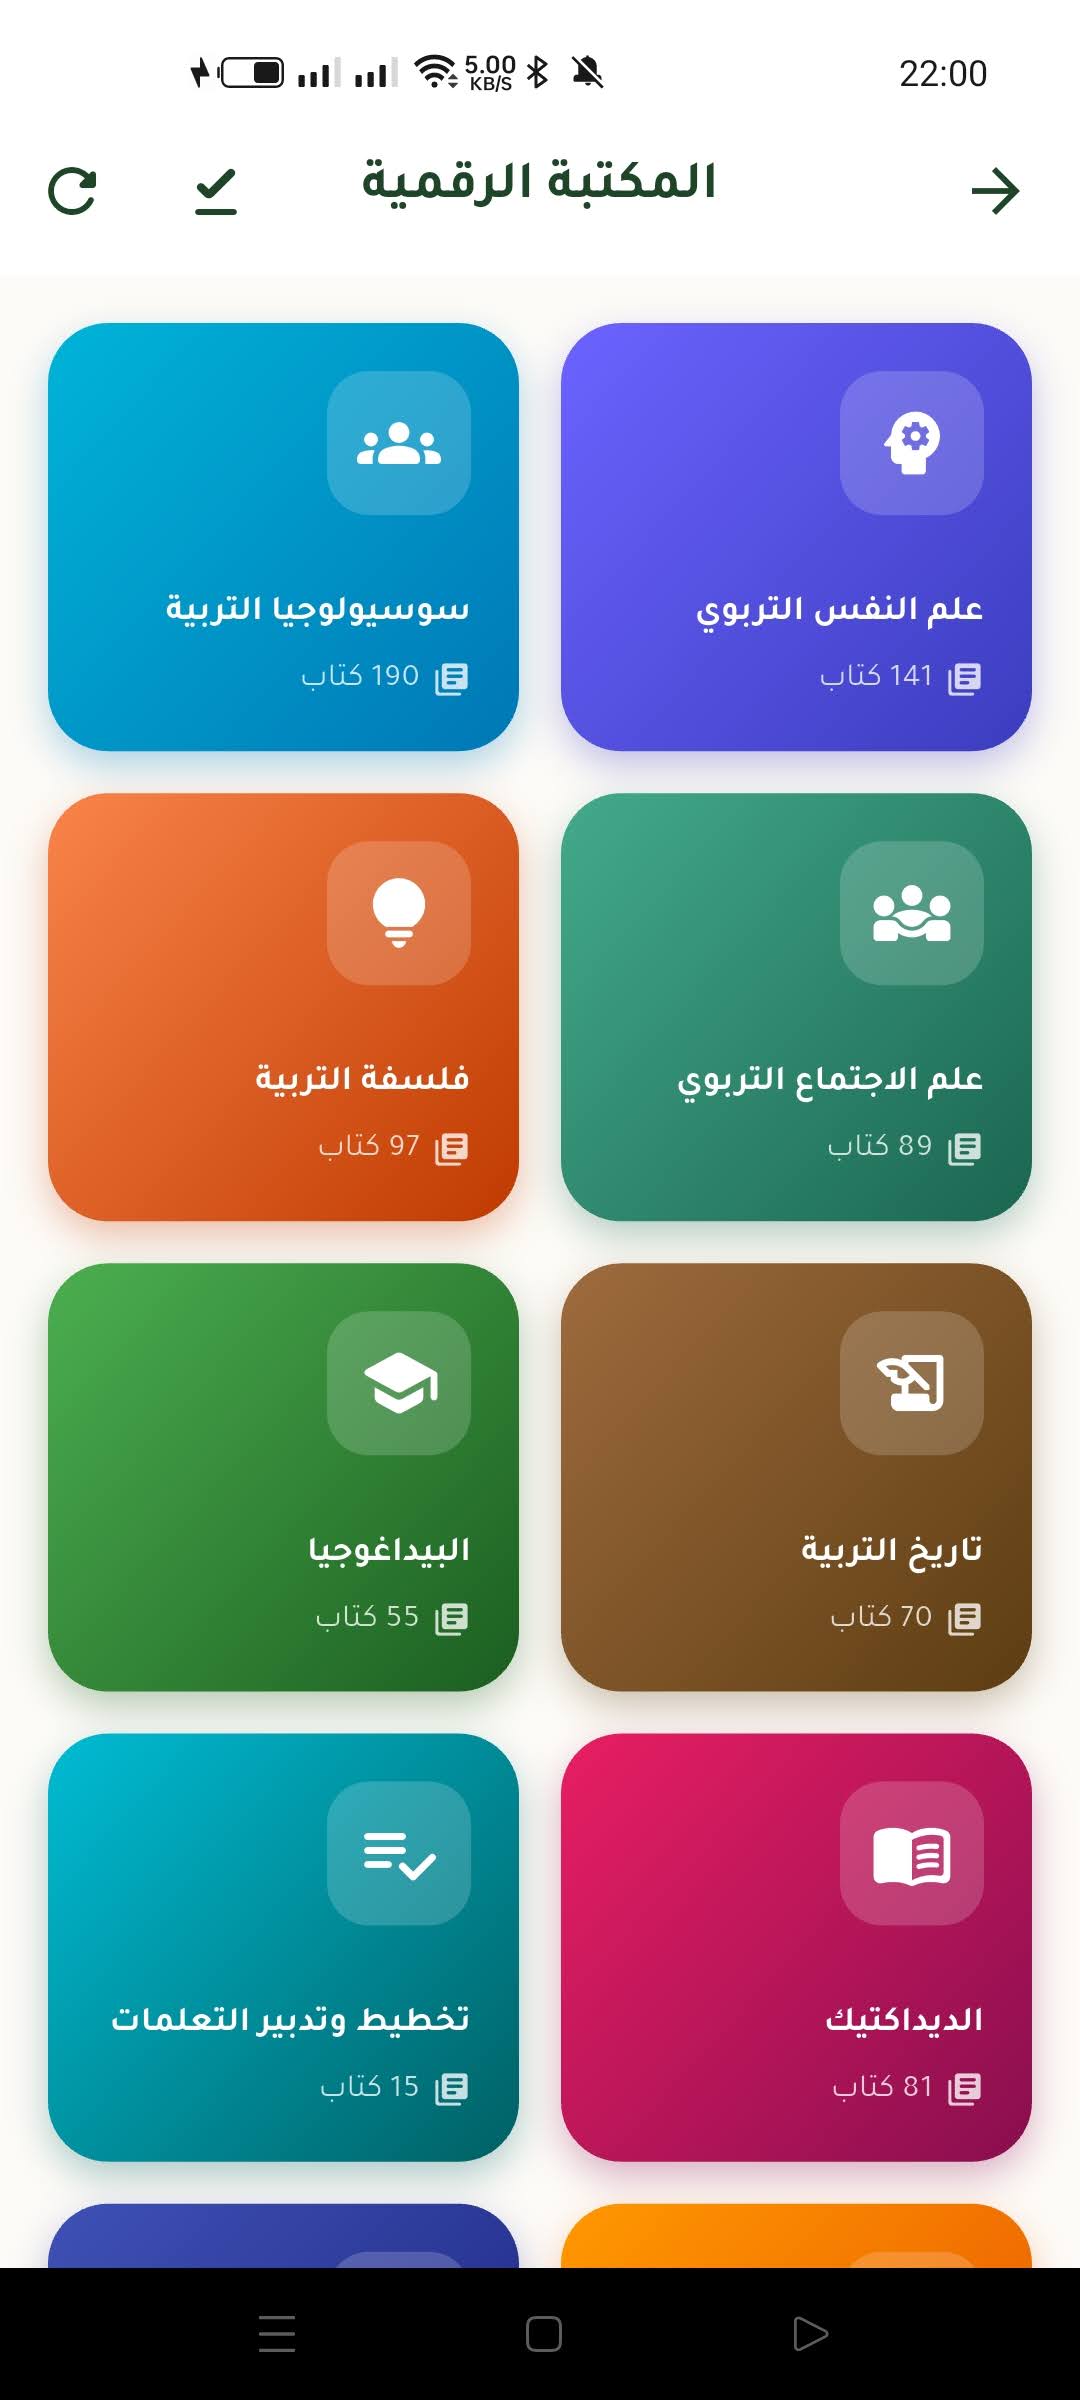 22:00
5.00
KB/S
المكتبة الرقمية
علم النفس التربوي
141 كتاب
سوسيولوجيا التربية
190 كتاب
علم الاجتماع التربوي
89 كتاب
فلسفة التربية
97 كتاب
تاريخ التربية
70 كتاب
البيداغوجيا
55 كتاب
الديداكتيك
81 كتاب
تخطيط وتدبير التعلمات
15 كتاب